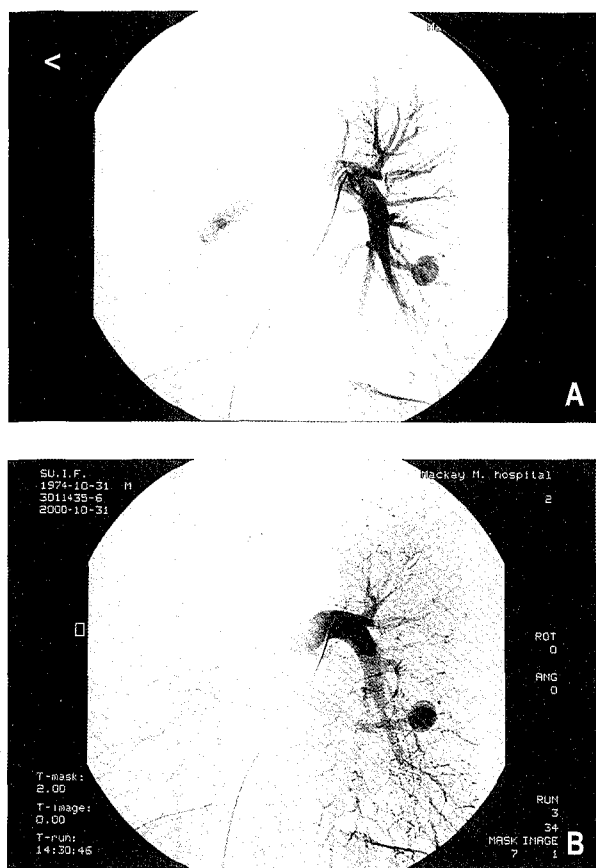 <
A
SU.I.F.
1974-10-31 M
3011435-6
2000-10-31
Mackay M. hospital
2
ROT
0
ANG
0
T-mask:
2.00
T-image:
0.00
T-run:
14:30:46
RUN
3
34
MASK IMAGE
7 1
B